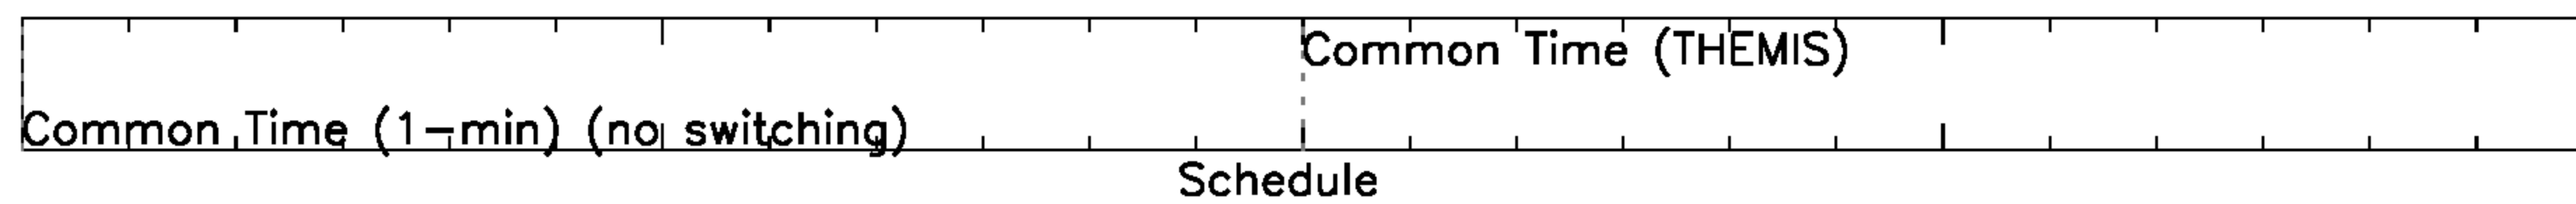 Common Time (THEMIS)
Common Time (1-min) (no switching)
Schedule